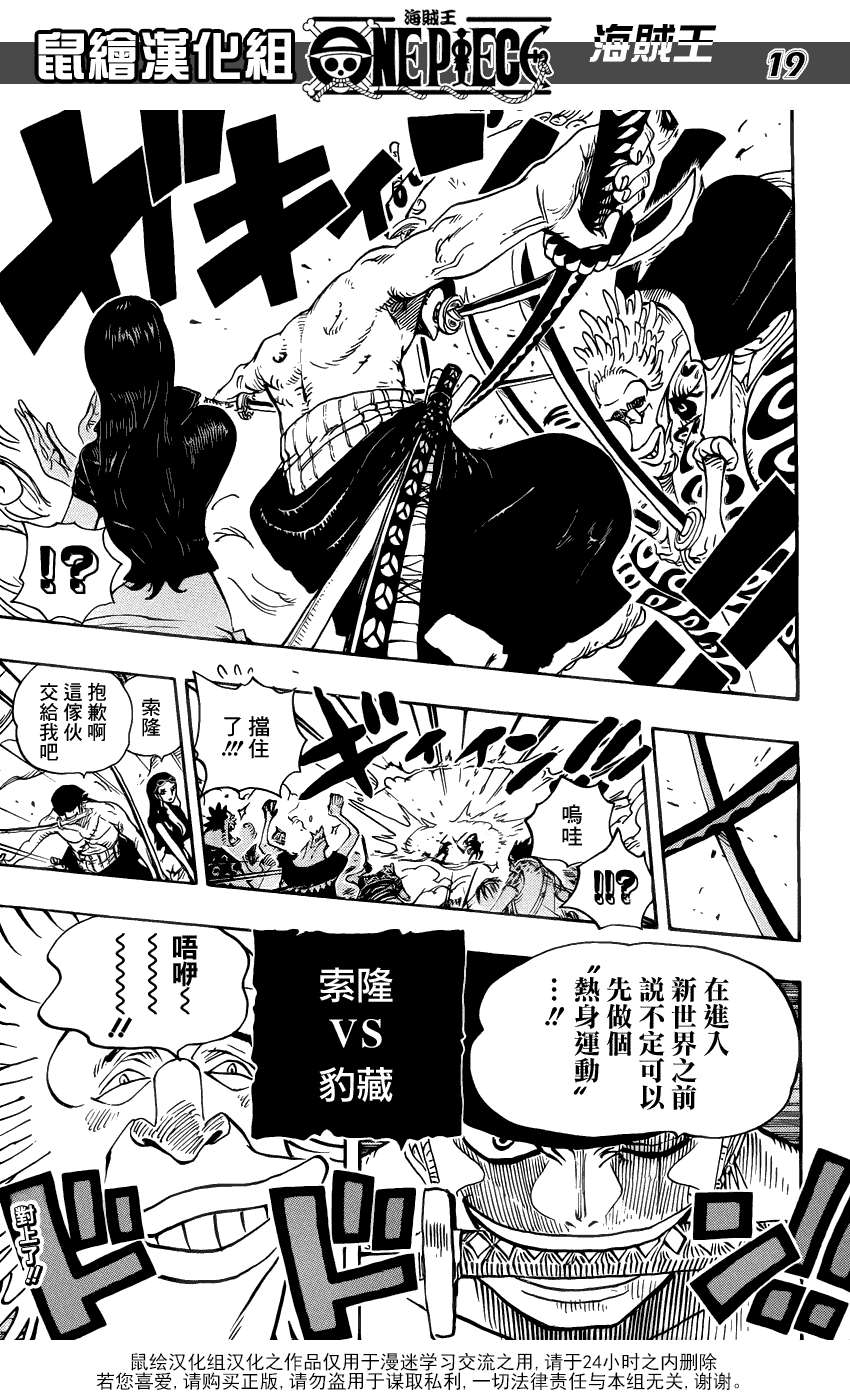 鼠繪漢化組
海賊王
ONE PIECE
海賊王
19
ガキィン!!
!?
嗚哇
!!?
ギィィン!!
擋住
了!!!
索隆
抱歉啊
這傢伙
交給我吧
在進入
新世界之前
說不定可以
先做個
“熱身運動”
…!!
索隆
VS
豹藏
唔咿
~~~!!
ドドドド!!
對上了!!
鼠绘汉化组汉化之作品仅用于漫迷学习交流之用, 请于24小时之内删除
若您喜爱, 请购买正版, 请勿盗用于谋取私利, 一切法律责任与本组无关, 谢谢。